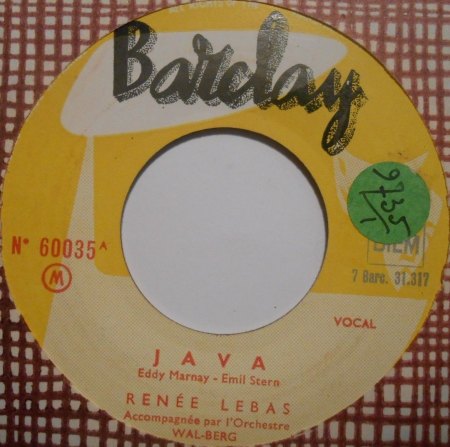 Barclay
N° 60035 A
M
9735
1
BIEM
7 Barc. 31.317
VOCAL
JAVA
Eddy Marnay - Emil Stern
RENÉE LEBAS
Accompagnée par l'Orchestre
WAL-BERG